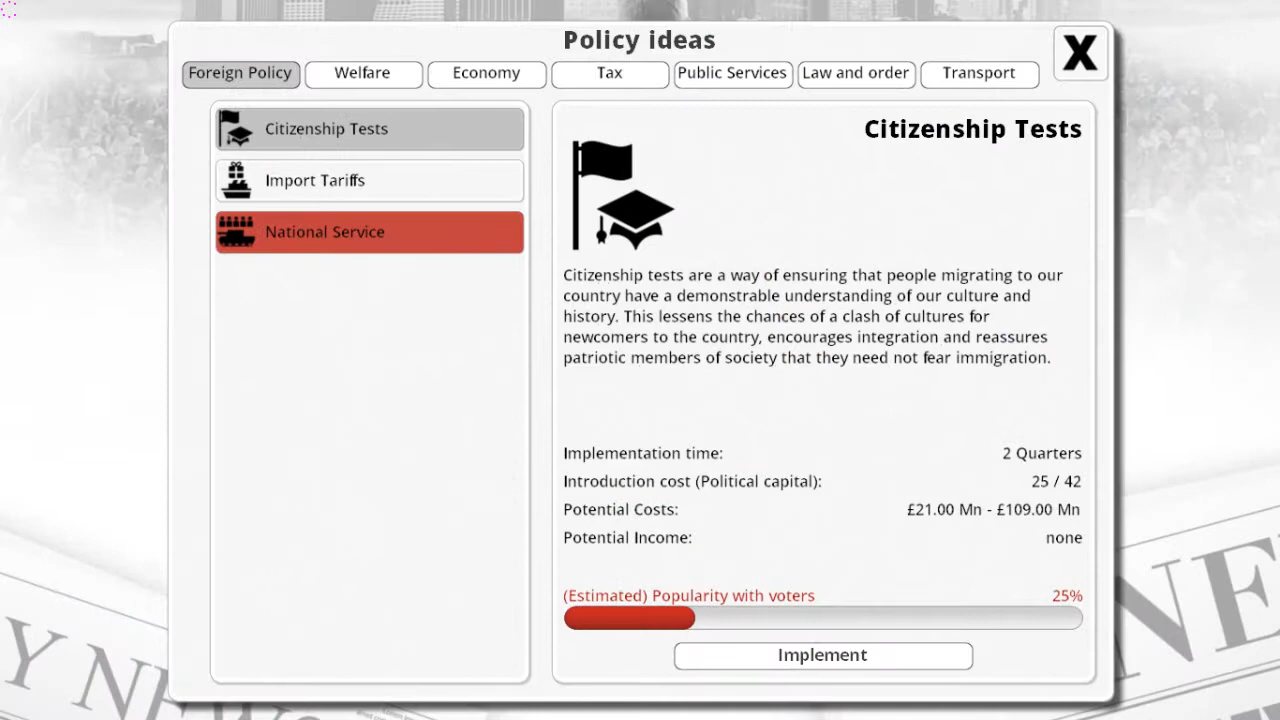 Policy ideas
X
Foreign Policy
Welfare
Economy
Tax
Public Services
Law and order
Transport
Citizenship Tests
Import Tariffs
National Service
Citizenship Tests
Citizenship tests are a way of ensuring that people migrating to our
country have a demonstrable understanding of our culture and
history. This lessens the chances of a clash of cultures for
newcomers to the country, encourages integration and reassures
patriotic members of society that they need not fear immigration.
Implementation time: 2 Quarters
Introduction cost (Political capital): 25 / 42
Potential Costs: £21.00 Mn - £109.00 Mn
Potential Income: none
(Estimated) Popularity with voters 25%
Implement
Y NEWS
NE